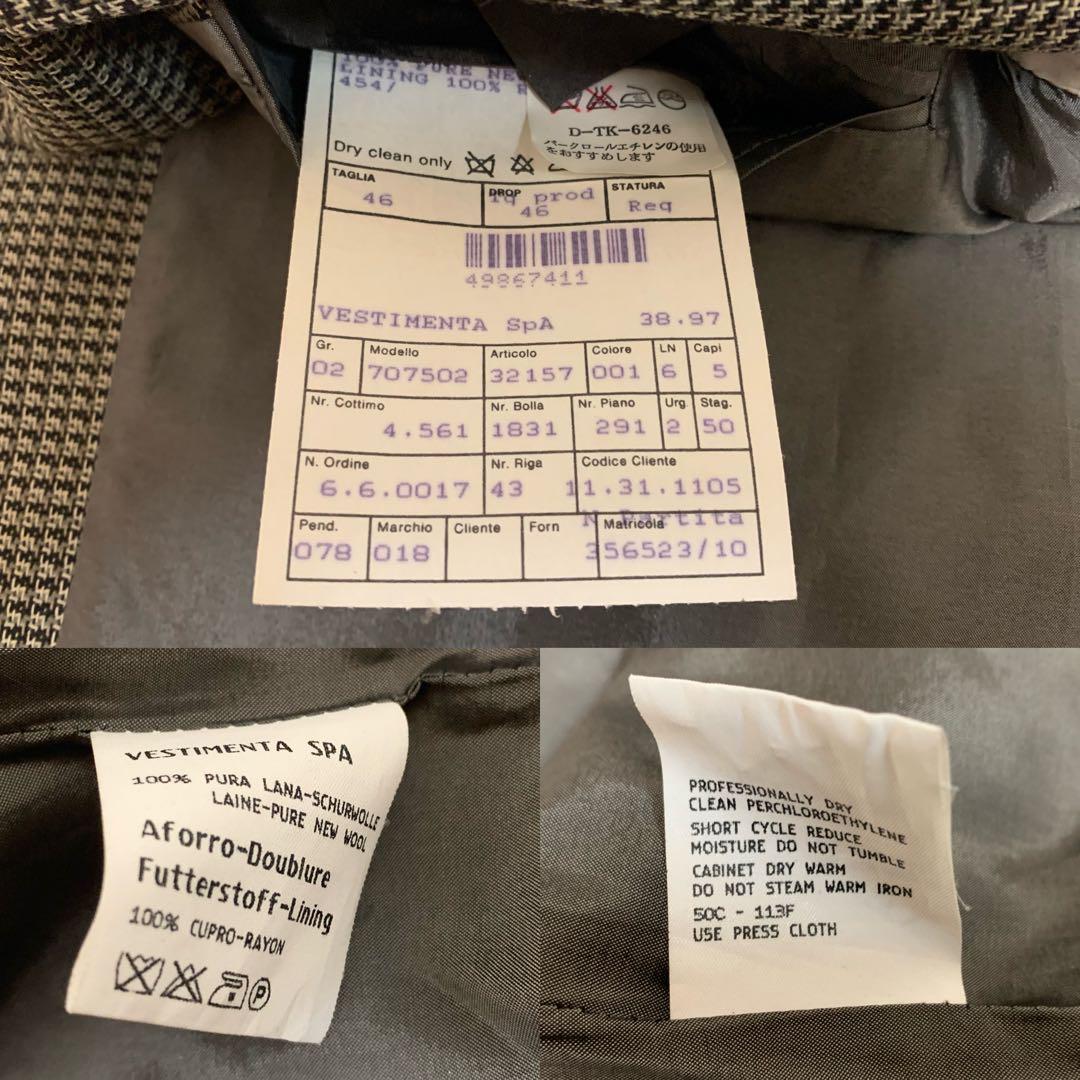 100% PURE NEW
LINING 100% R
454/
Dry clean only
D-TK-6246
パークロールエチレンの使用
をおすすめします
TAGLIA DROP STATURA
46 prod Req
46
49867411
VESTIMENTA SpA 38.97
Gr. Modello Articolo Colore LN Capi
02 707502 32157 001 6 5
Nr. Cottimo Nr. Bolla Nr. Piano Urg. Stag.
4.561 1831 291 2 50
N. Ordine Nr. Riga Codice Cliente
6.6.0017 43 11.31.1105
N.Partita
Pend. Marchio Cliente Forn Matricola
078 018 356523/10
VESTIMENTA SPA
100% PURA LANA-SCHURWOLLE
LAINE-PURE NEW WOOL
Aforro-Doublure
Futterstoff-Lining
100% CUPRO-RAYON
P
PROFESSIONALLY DRY
CLEAN PERCHLOROETHYLENE
SHORT CYCLE REDUCE
MOISTURE DO NOT TUMBLE
CABINET DRY WARM
DO NOT STEAM WARM IRON
50C - 113F
USE PRESS CLOTH